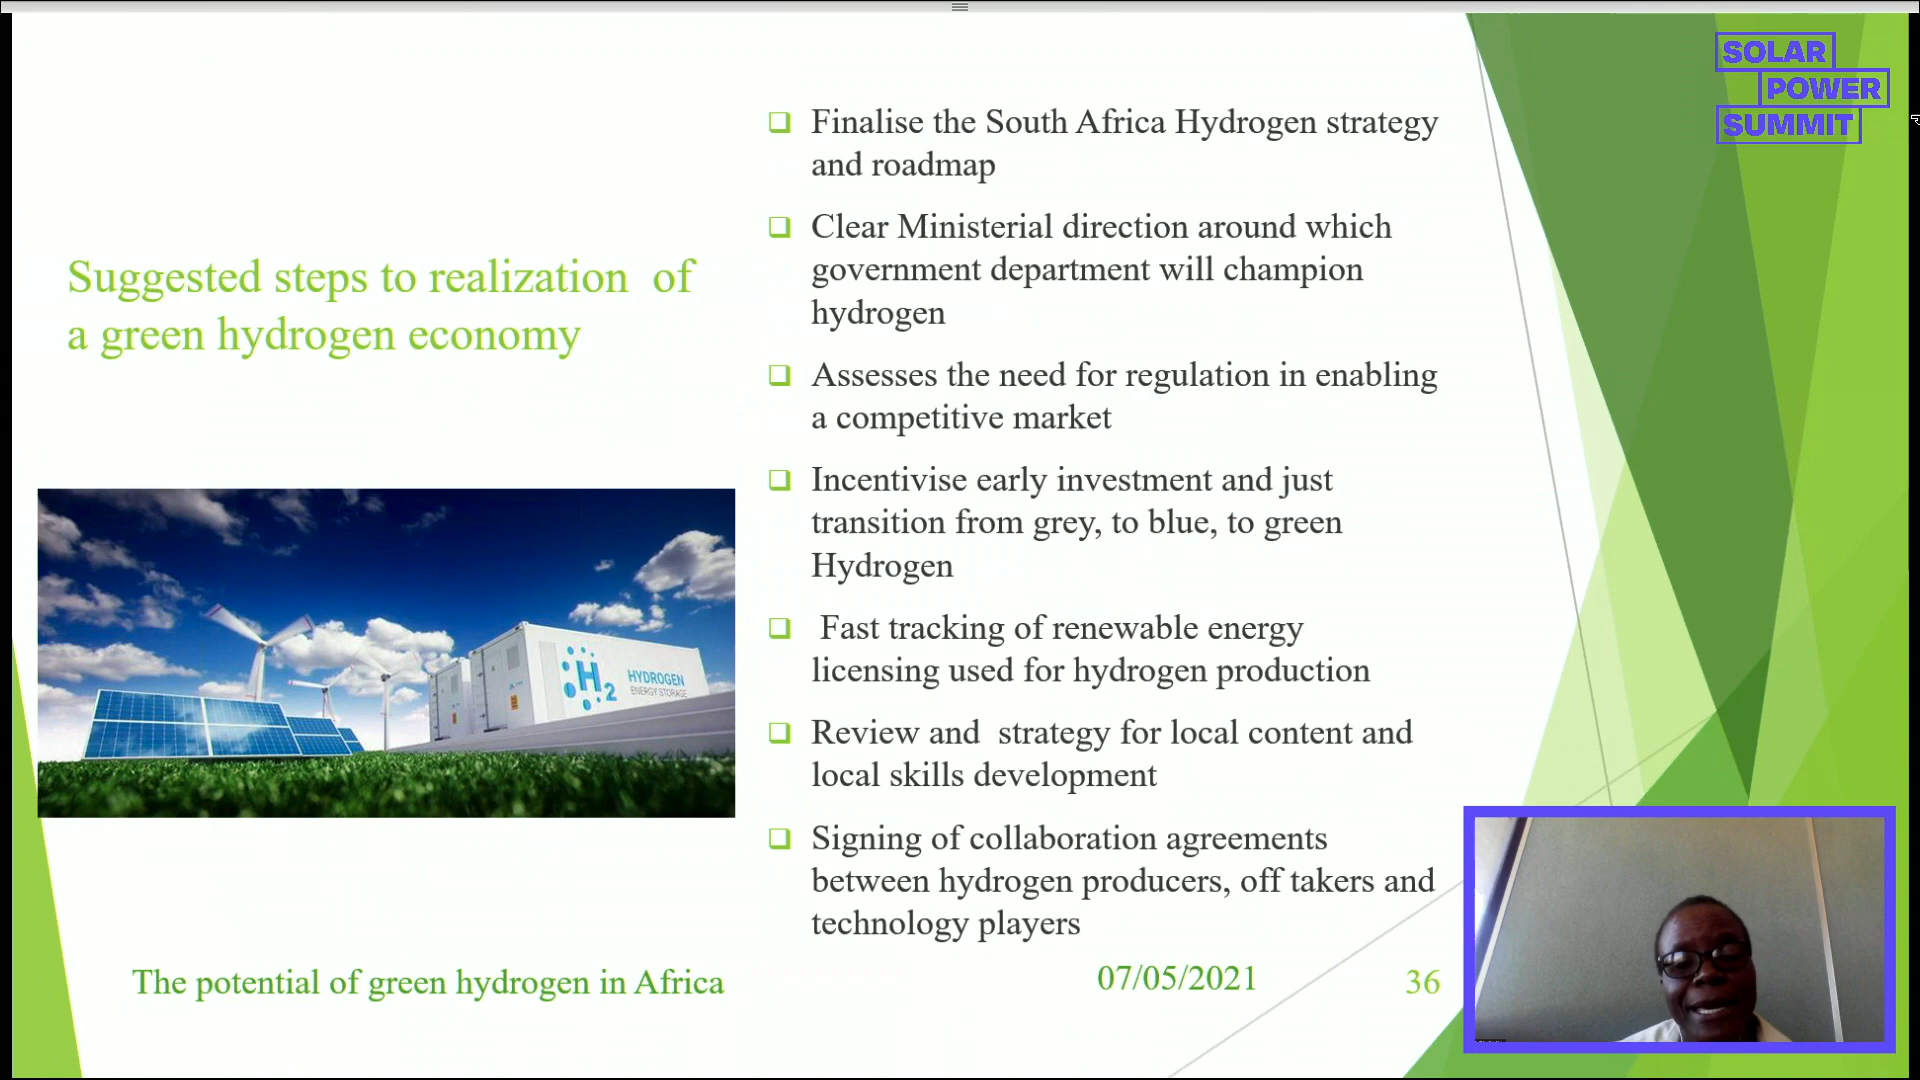 SOLAR
POWER
SUMMIT
Suggested steps to realization  of
a green hydrogen economy
Finalise the South Africa Hydrogen strategy
and roadmap
Clear Ministerial direction around which
government department will champion
hydrogen
Assesses the need for regulation in enabling
a competitive market
Incentivise early investment and just
transition from grey, to blue, to green
Hydrogen
Fast tracking of renewable energy
licensing used for hydrogen production
Review and  strategy for local content and
local skills development
Signing of collaboration agreements
between hydrogen producers, off takers and
technology players
H2
HYDROGEN
ENERGY STORAGE
The potential of green hydrogen in Africa
07/05/2021
36